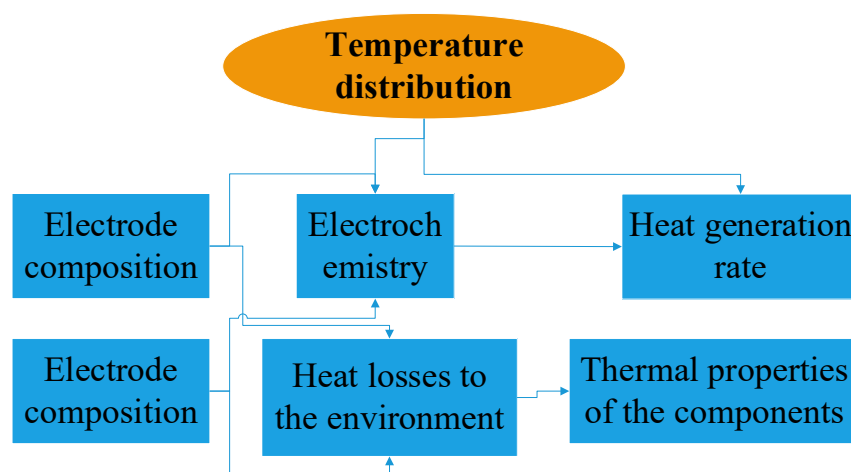 Temperature
distribution
Electrode
composition
Electroch
emistry
Heat generation
rate
Electrode
composition
Heat losses to
the environment
Thermal properties
of the components